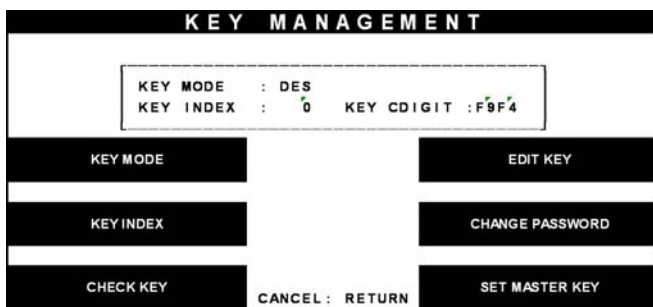 KEY MANAGEMENT
KEY MODE : DES
KEY INDEX : 0 KEY CDIGIT :F9F4
KEY MODE
EDIT KEY
KEY INDEX
CHANGE PASSWORD
CHECK KEY
SET MASTER KEY
CANCEL: RETURN